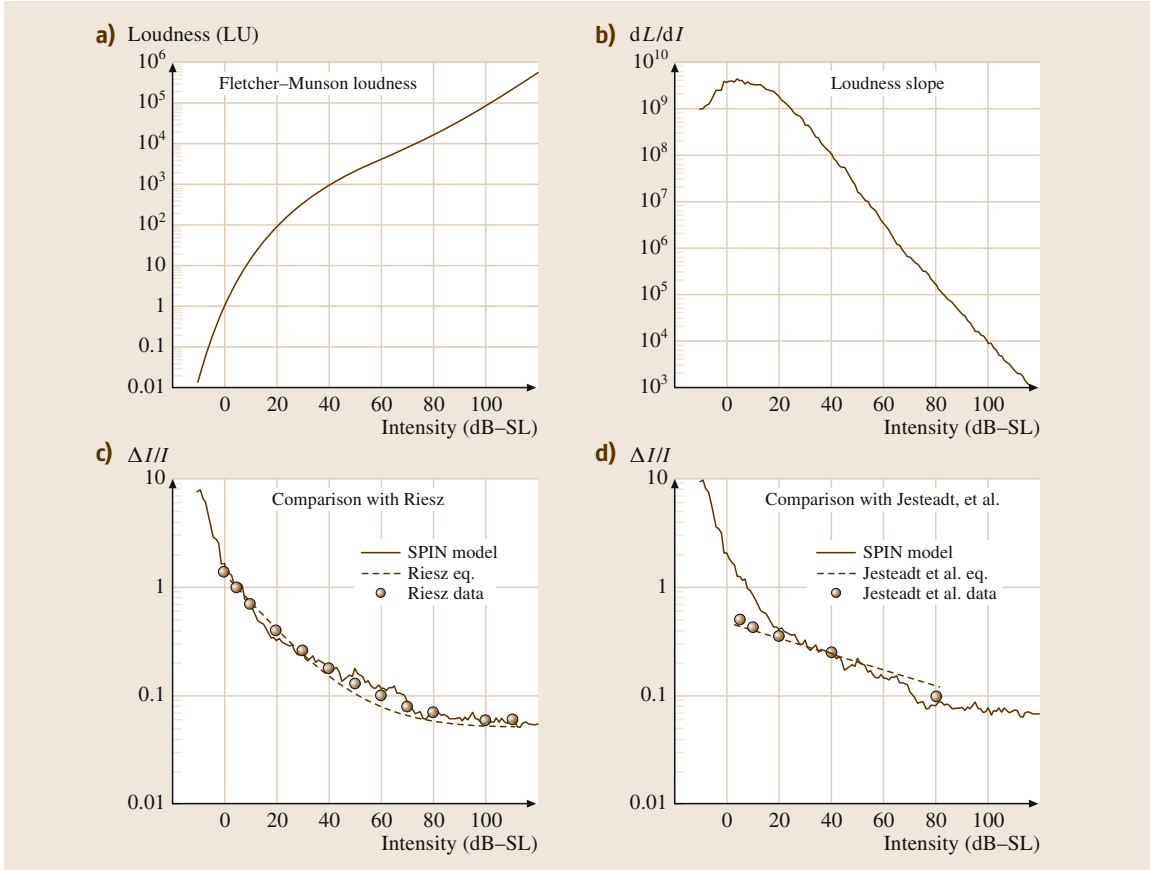 a) Loudness (LU)
10^6
10^5
10^4
10^3
10^2
10
1
0.1
0.01
Fletcher–Munson loudness
0 20 40 60 80 100
Intensity (dB–SL)
b) dL/dI
10^10
10^9
10^8
10^7
10^6
10^5
10^4
10^3
Loudness slope
0 20 40 60 80 100
Intensity (dB–SL)
c) ΔI/I
10
1
0.1
0.01
Comparison with Riesz
SPIN model
Riesz eq.
Riesz data
0 20 40 60 80 100
Intensity (dB–SL)
d) ΔI/I
10
1
0.1
0.01
Comparison with Jesteadt, et al.
SPIN model
Jesteadt et al. eq.
Jesteadt et al. data
0 20 40 60 80 100
Intensity (dB–SL)